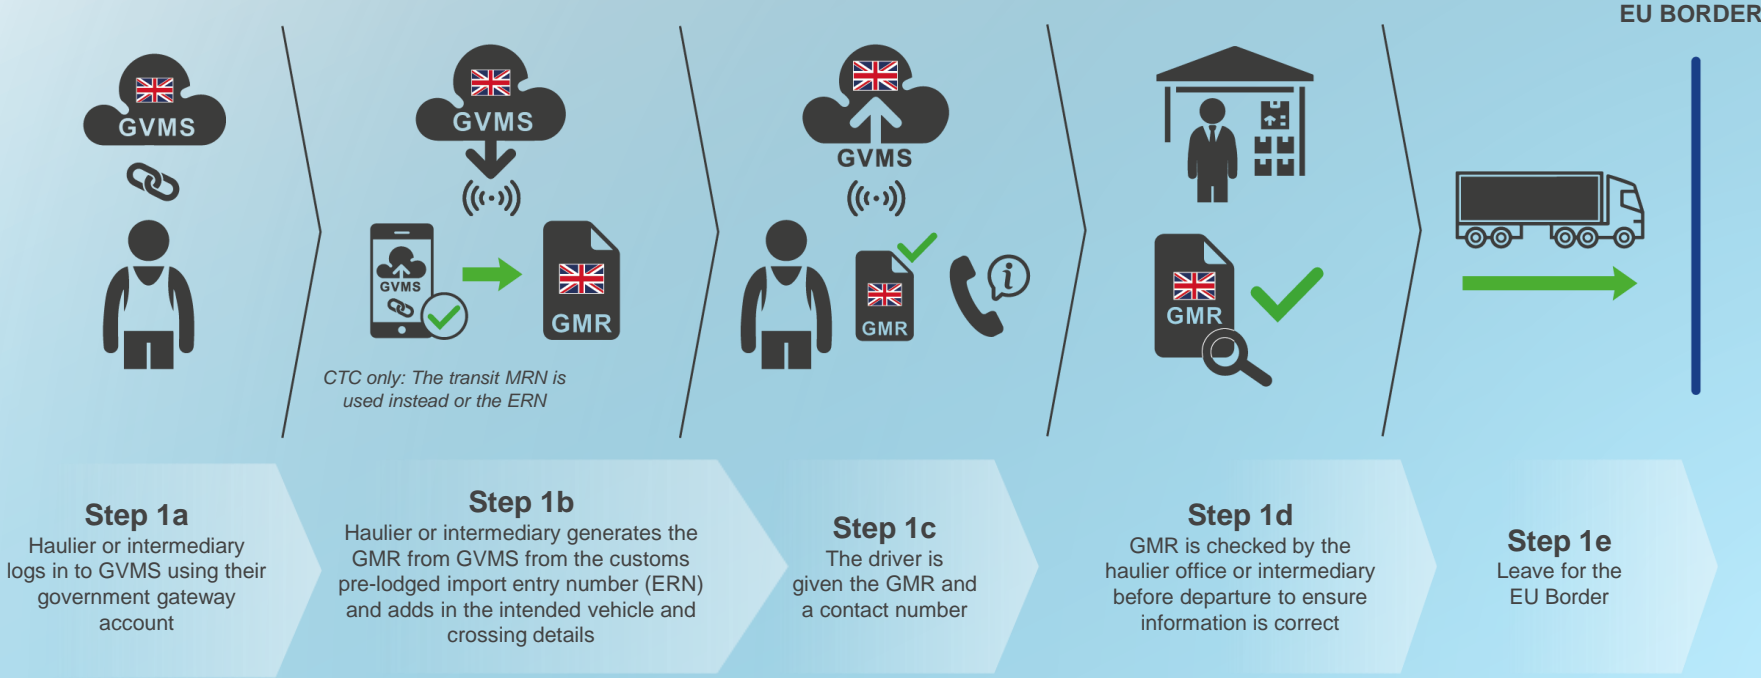 EU BORDER
GVMS
GVMS
GVMS
GVMS
GMR
GMR
GMR
CTC only: The transit MRN is
used instead or the ERN
Step 1a
Haulier or intermediary
logs in to GVMS using their
government gateway
account
Step 1b
Haulier or intermediary generates the
GMR from GVMS from the customs
pre-lodged import entry number (ERN)
and adds in the intended vehicle and
crossing details
Step 1c
The driver is
given the GMR and
a contact number
Step 1d
GMR is checked by the
haulier office or intermediary
before departure to ensure
information is correct
Step 1e
Leave for the
EU Border